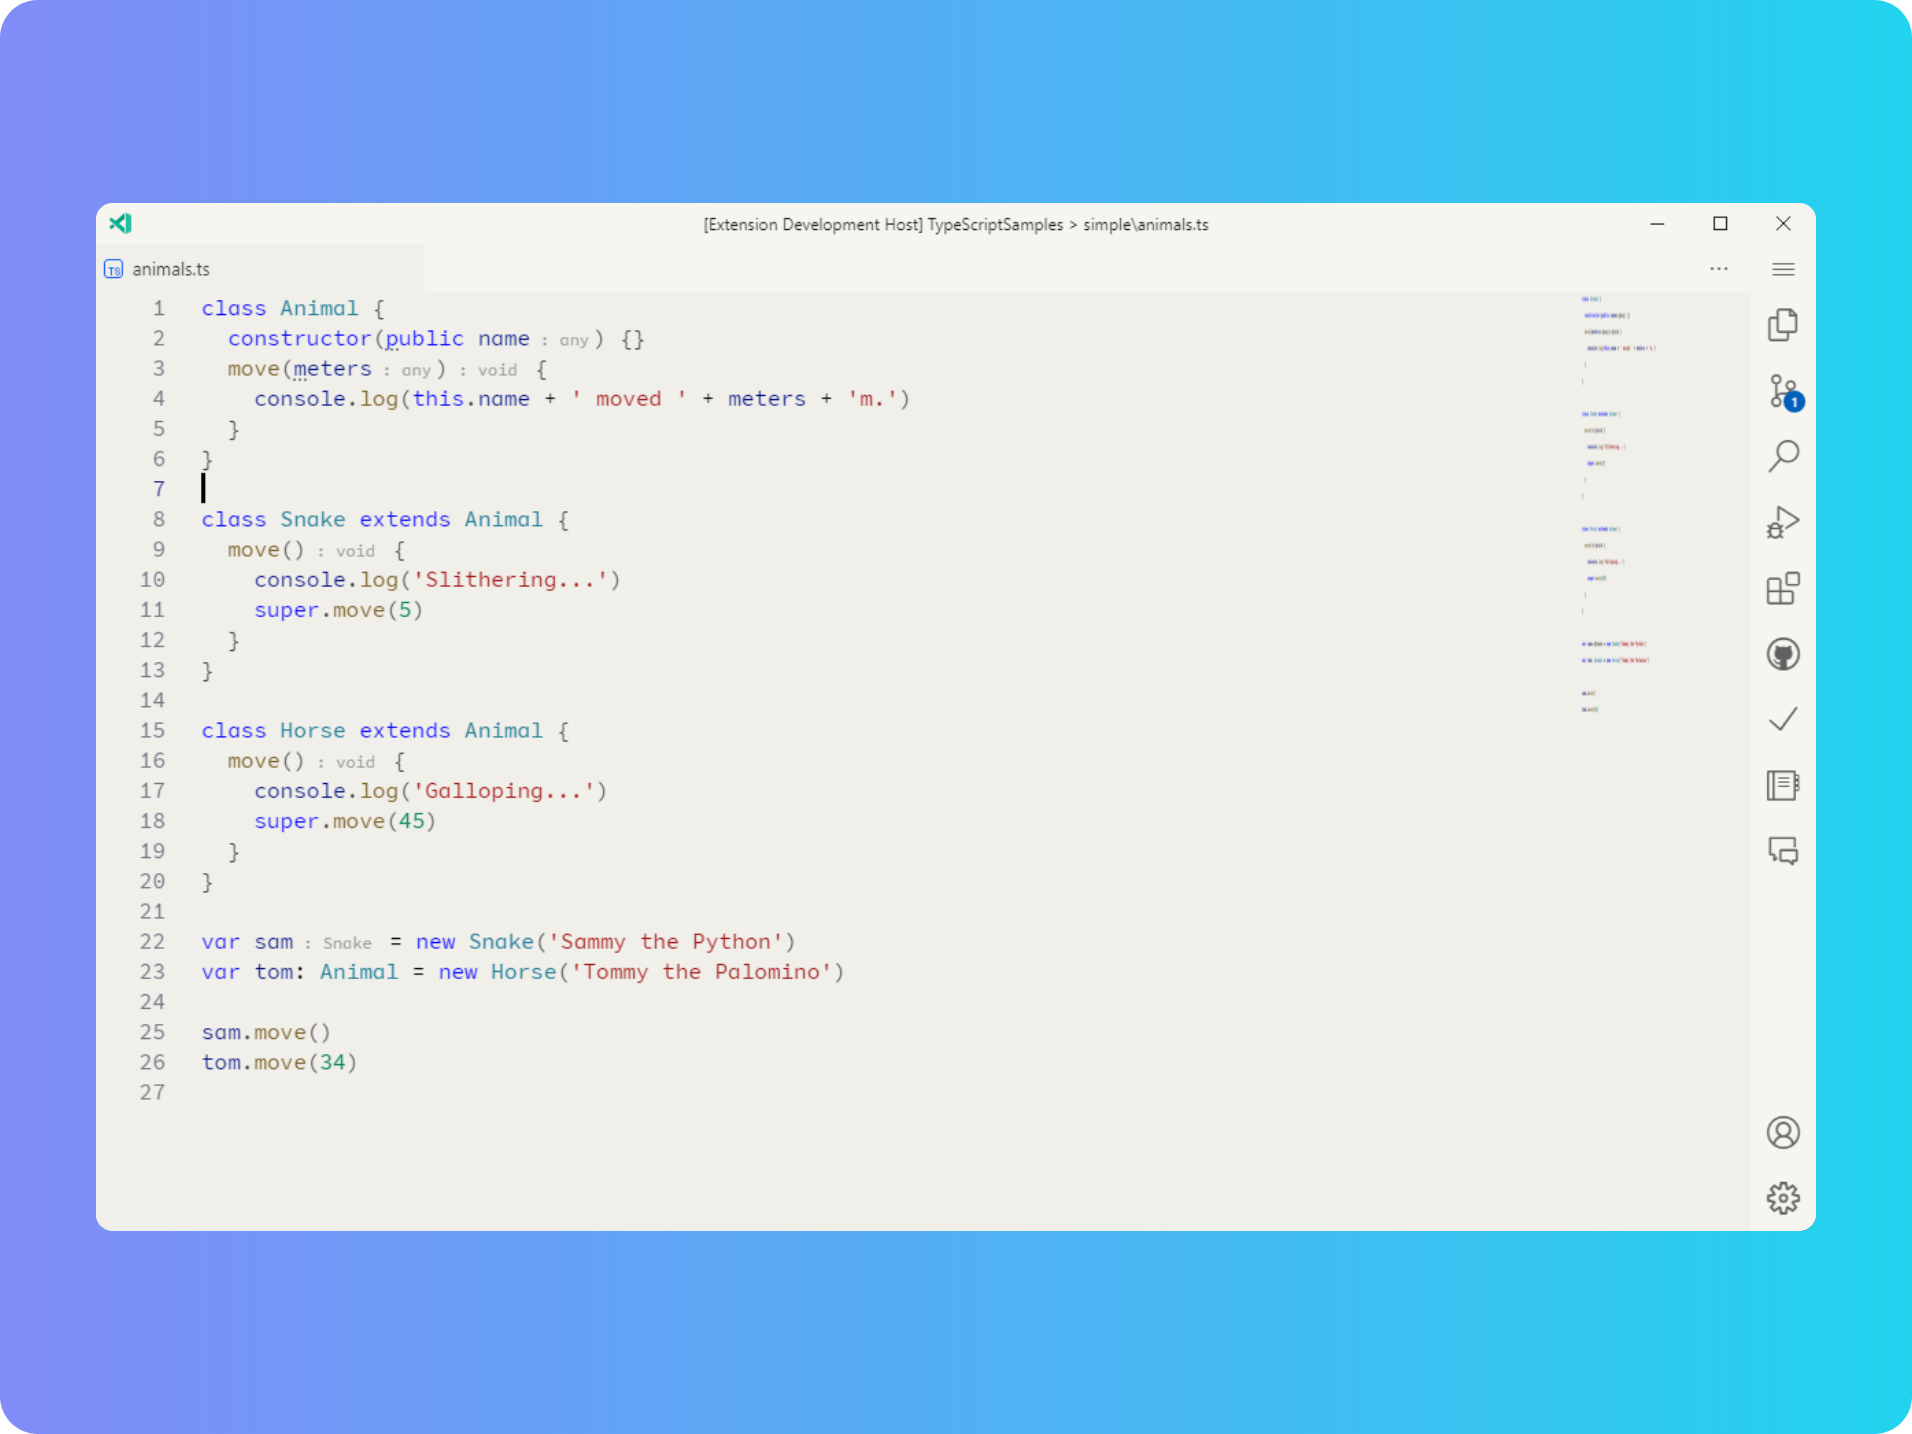 [Extension Development Host] TypeScriptSamples > simple\animals.ts
TS animals.ts
1 class Animal {
2   constructor(public name : any) {}
3   move(meters : any) : void {
4     console.log(this.name + ' moved ' + meters + 'm.')
5   }
6 }
7
8 class Snake extends Animal {
9   move() : void {
10     console.log('Slithering...')
11     super.move(5)
12   }
13 }
14
15 class Horse extends Animal {
16   move() : void {
17     console.log('Galloping...')
18     super.move(45)
19   }
20 }
21
22 var sam : Snake = new Snake('Sammy the Python')
23 var tom: Animal = new Horse('Tommy the Palomino')
24
25 sam.move()
26 tom.move(34)
27
1